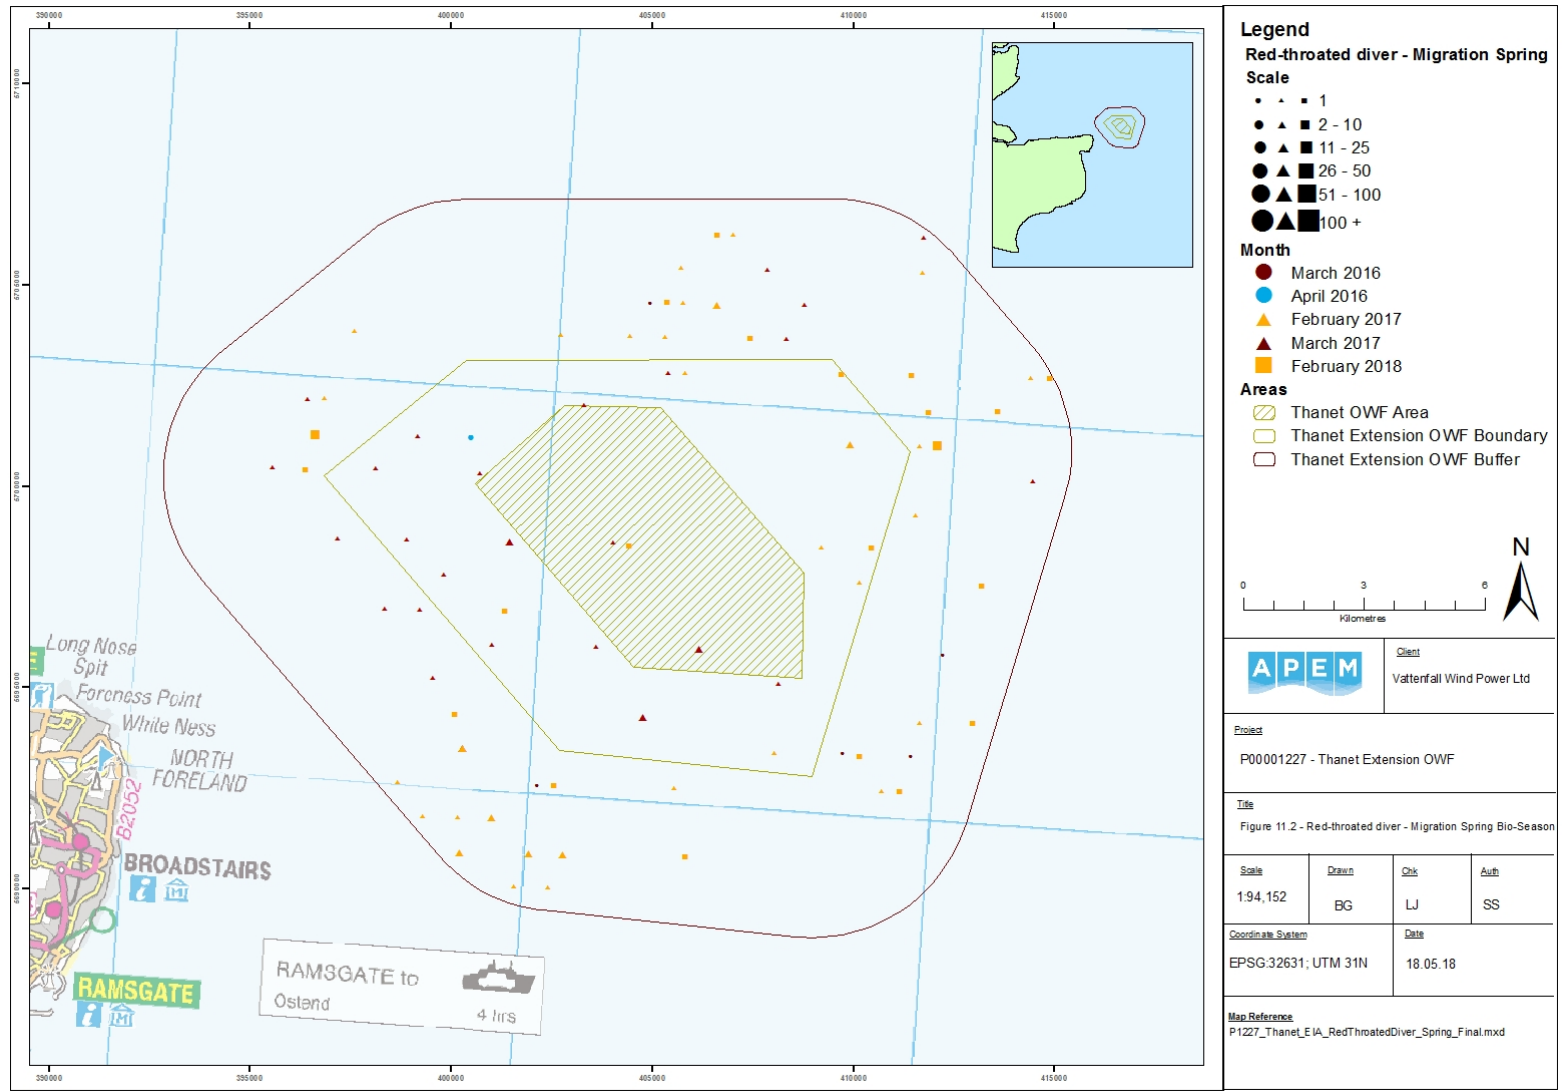 390000
395000
400000
405000
410000
415000
6710000
6705000
6700000
6695000
6690000
Long Nose
Spit
Foreness Point
White Ness
NORTH
FORELAND
B2052
BROADSTAIRS
RAMSGATE
RAMSGATE to
Ostend
4 hrs
390000
395000
400000
405000
410000
415000
Legend
Red-throated diver - Migration Spring
Scale
1
2 - 10
11 - 25
26 - 50
51 - 100
100 +
Month
March 2016
April 2016
February 2017
March 2017
February 2018
Areas
Thanet OWF Area
Thanet Extension OWF Boundary
Thanet Extension OWF Buffer
N
0 3 6
Kilometres
APEM
Client
Vattenfall Wind Power Ltd
Project
P00001227 - Thanet Extension OWF
Title
Figure 11.2 - Red-throated diver - Migration Spring Bio-Season
Scale Drawn Chk Auth
1:94,152 BG LJ SS
Coordinate System Date
EPSG:32631; UTM 31N 18.05.18
Map Reference
P1227_Thanet_EIA_RedThroatedDiver_Spring_Final.mxd